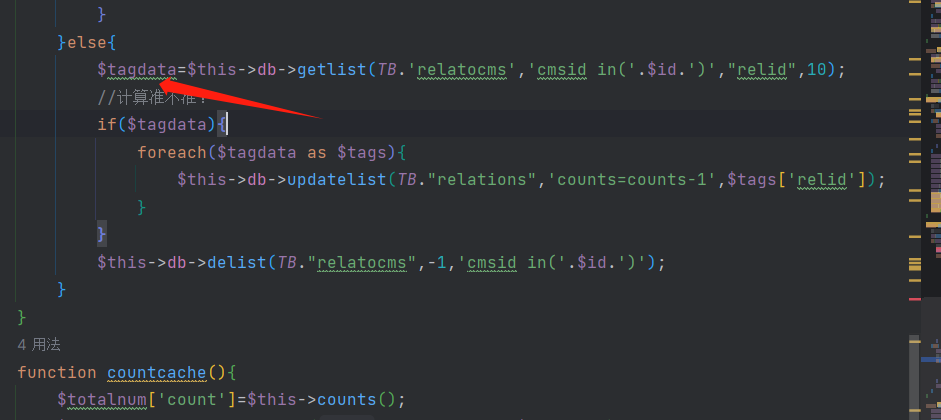 }
}else{
$tagdata=$this->db->getlist(TB.'relatocms','cmsid in('.$id.')',"relid",10);
//计算准不准？
if($tagdata){
foreach($tagdata as $tags){
$this->db->updatelist(TB."relations",'counts=counts-1',$tags['relid']);
}
}
$this->db->delist(TB."relatocms",-1,'cmsid in('.$id.')');
}
}
4 用法
function countcache(){
$totalnum['count']=$this->counts();